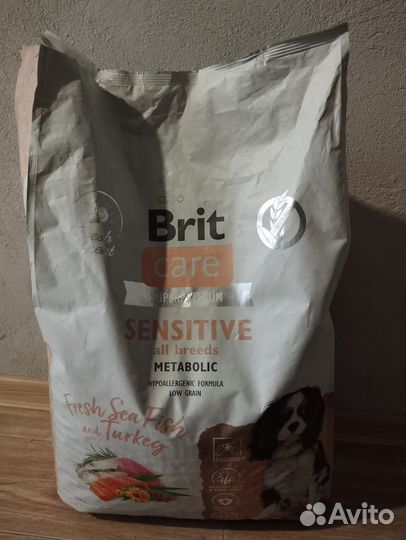 Brit
care
SUPER PREMIUM
SENSITIVE
all breeds
METABOLIC
HYPOALLERGENIC FORMULA
LOW GRAIN
Fresh Sea Fish
and Turkey
Avito